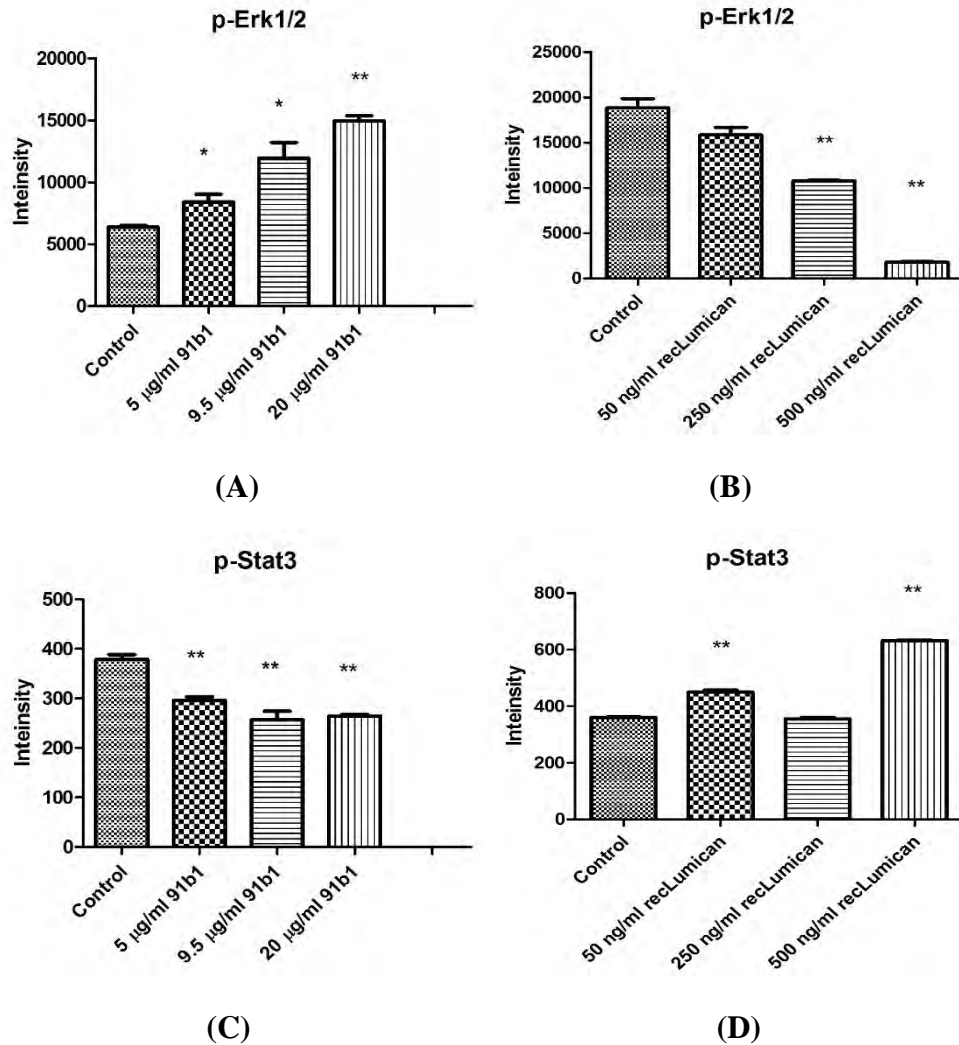 p-Erk1/2
Inteinsity
20000
15000
10000
5000
0
*
*
**
Control
5 µg/ml 91b1
9.5 µg/ml 91b1
20 µg/ml 91b1
(A)
p-Erk1/2
Inteinsity
25000
20000
15000
10000
5000
0
**
**
Control
50 ng/ml recLumican
250 ng/ml recLumican
500 ng/ml recLumican
(B)
p-Stat3
Inteinsity
500
400
300
200
100
0
**
**
**
Control
5 µg/ml 91b1
9.5 µg/ml 91b1
20 µg/ml 91b1
(C)
p-Stat3
Inteinsity
800
600
400
200
0
**
**
Control
50 ng/ml recLumican
250 ng/ml recLumican
500 ng/ml recLumican
(D)